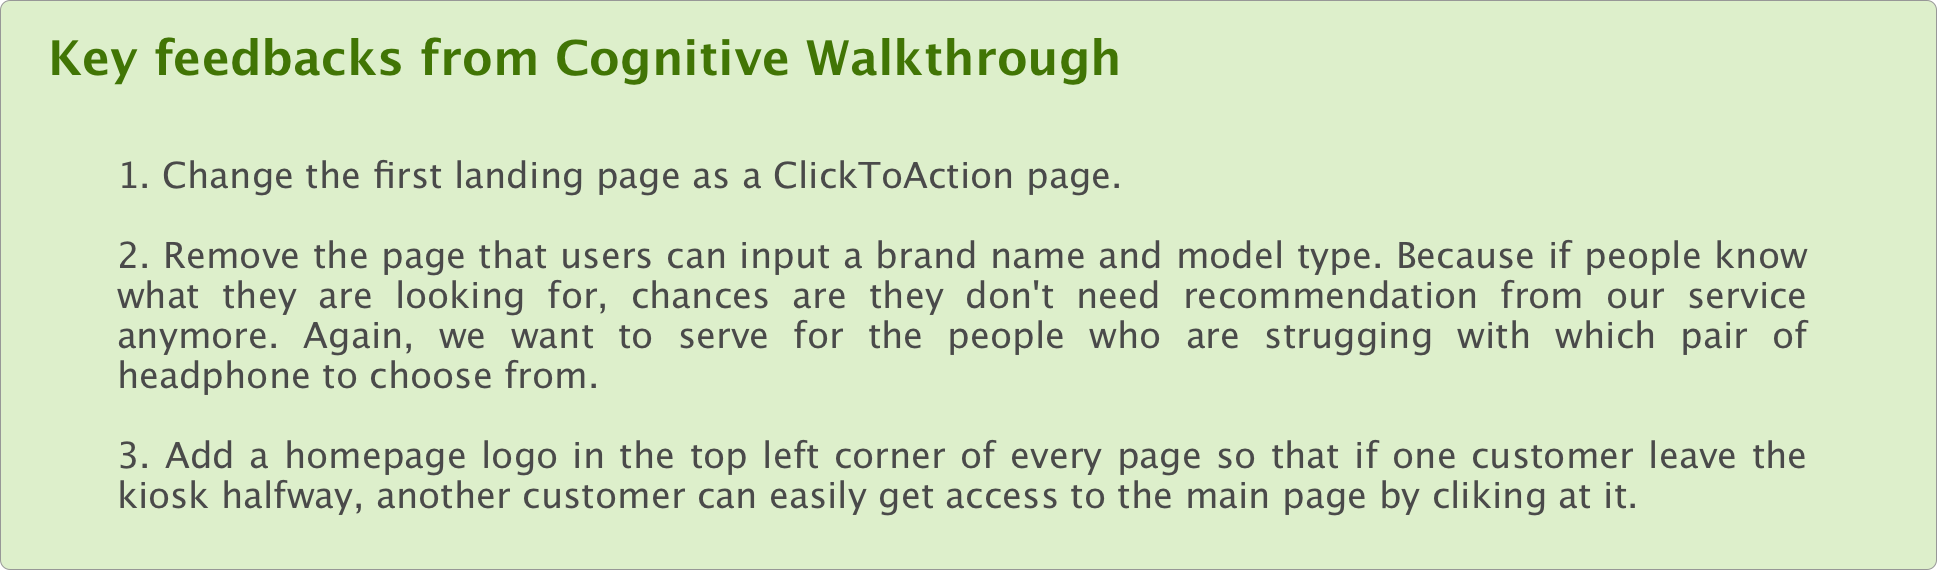 Key feedbacks from Cognitive Walkthrough
1. Change the first landing page as a ClickToAction page.
2. Remove the page that users can input a brand name and model type. Because if people know
what they are looking for, chances are they don't need recommendation from our service
anymore. Again, we want to serve for the people who are strugging with which pair of
headphone to choose from.
3. Add a homepage logo in the top left corner of every page so that if one customer leave the
kiosk halfway, another customer can easily get access to the main page by cliking at it.